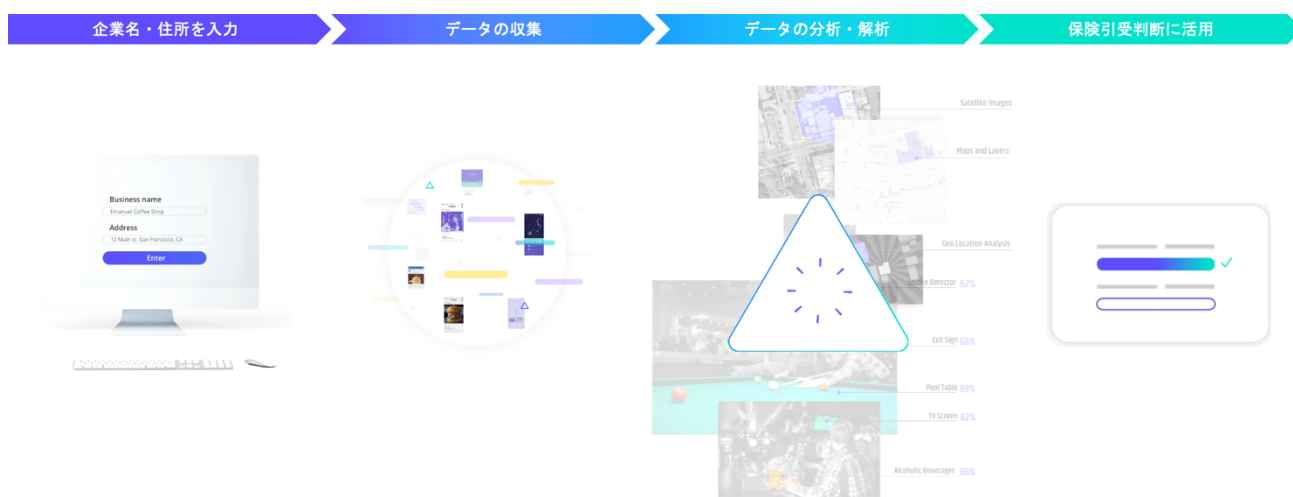 企業名・住所を入力
データの収集
データの分析・解析
保険引受判断に活用
Business name
Emanual Coffee Shop
Address
12 Main st. San Francisco, CA
Enter
Satellite Images
Maps and Layers
Geo Location Analysis
Detector 62%
Exit Sign 66%
Pool Table 89%
TV Screen 82%
Alcoholic Beverages 86%